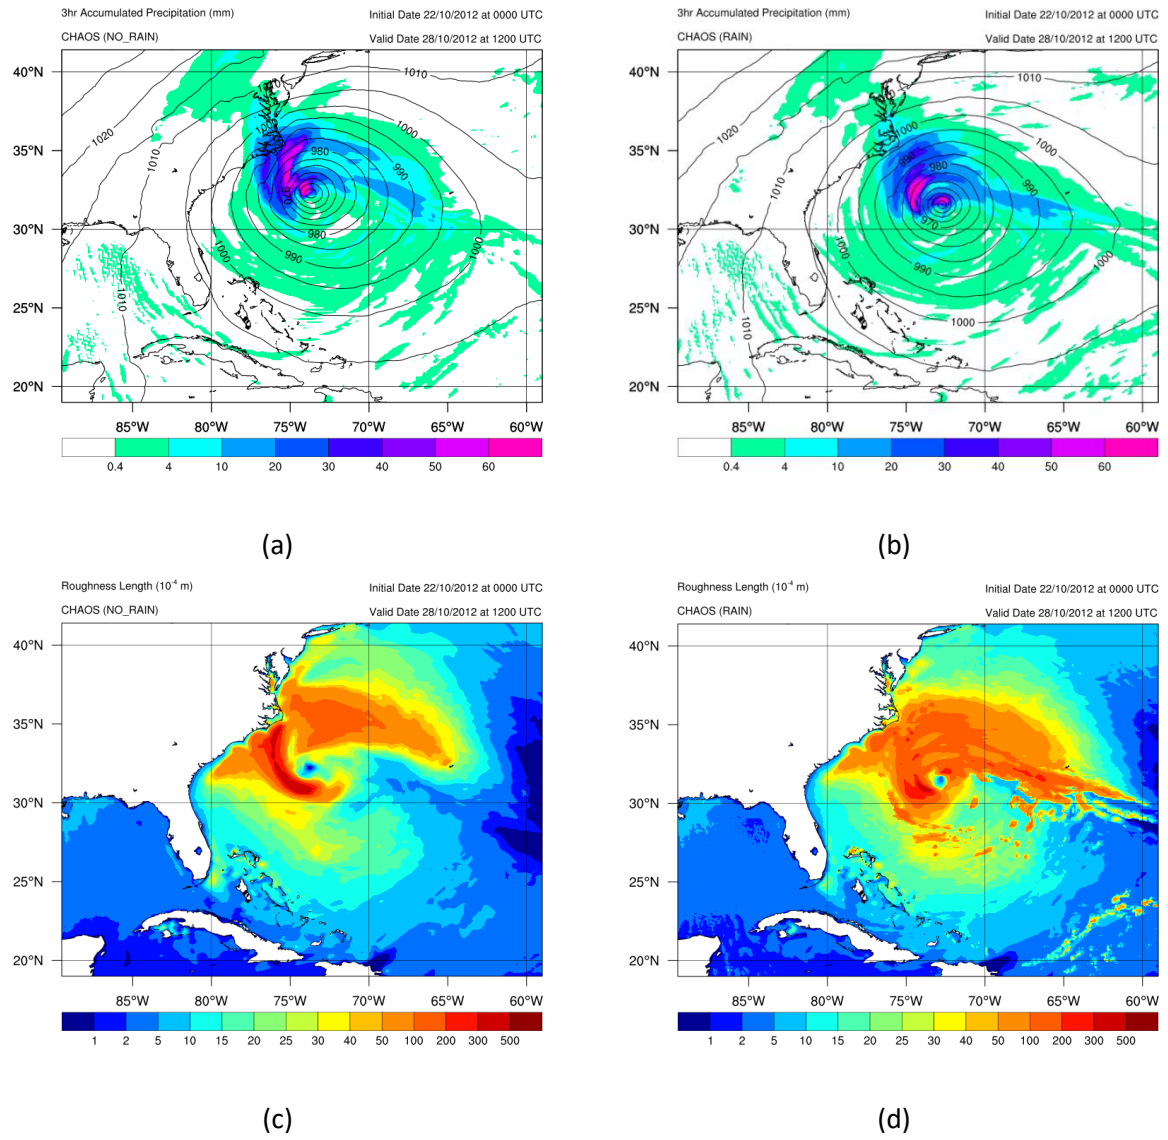 3hr Accumulated Precipitation (mm) Initial Date 22/10/2012 at 0000 UTC
CHAOS (NO_RAIN) Valid Date 28/10/2012 at 1200 UTC
40°N
35°N
30°N
25°N
20°N
1020
1010
1010
1000
1010
1000
980
990
970
980
990
1000
1000
1010
85°W 80°W 75°W 70°W 65°W 60°W
0.4 4 10 20 30 40 50 60
(a)
3hr Accumulated Precipitation (mm) Initial Date 22/10/2012 at 0000 UTC
CHAOS (RAIN) Valid Date 28/10/2012 at 1200 UTC
40°N
35°N
30°N
25°N
20°N
1020
1010
1010
1000
1000
990
980
990
970
990
1000
1000
1000
1010
85°W 80°W 75°W 70°W 65°W 60°W
0.4 4 10 20 30 40 50 60
(b)
Roughness Length (10⁻⁴ m) Initial Date 22/10/2012 at 0000 UTC
CHAOS (NO_RAIN) Valid Date 28/10/2012 at 1200 UTC
40°N
35°N
30°N
25°N
20°N
85°W 80°W 75°W 70°W 65°W 60°W
1 2 5 10 15 20 25 30 40 50 100 200 300 500
(c)
Roughness Length (10⁻⁴ m) Initial Date 22/10/2012 at 0000 UTC
CHAOS (RAIN) Valid Date 28/10/2012 at 1200 UTC
40°N
35°N
30°N
25°N
20°N
85°W 80°W 75°W 70°W 65°W 60°W
1 2 5 10 15 20 25 30 40 50 100 200 300 500
(d)